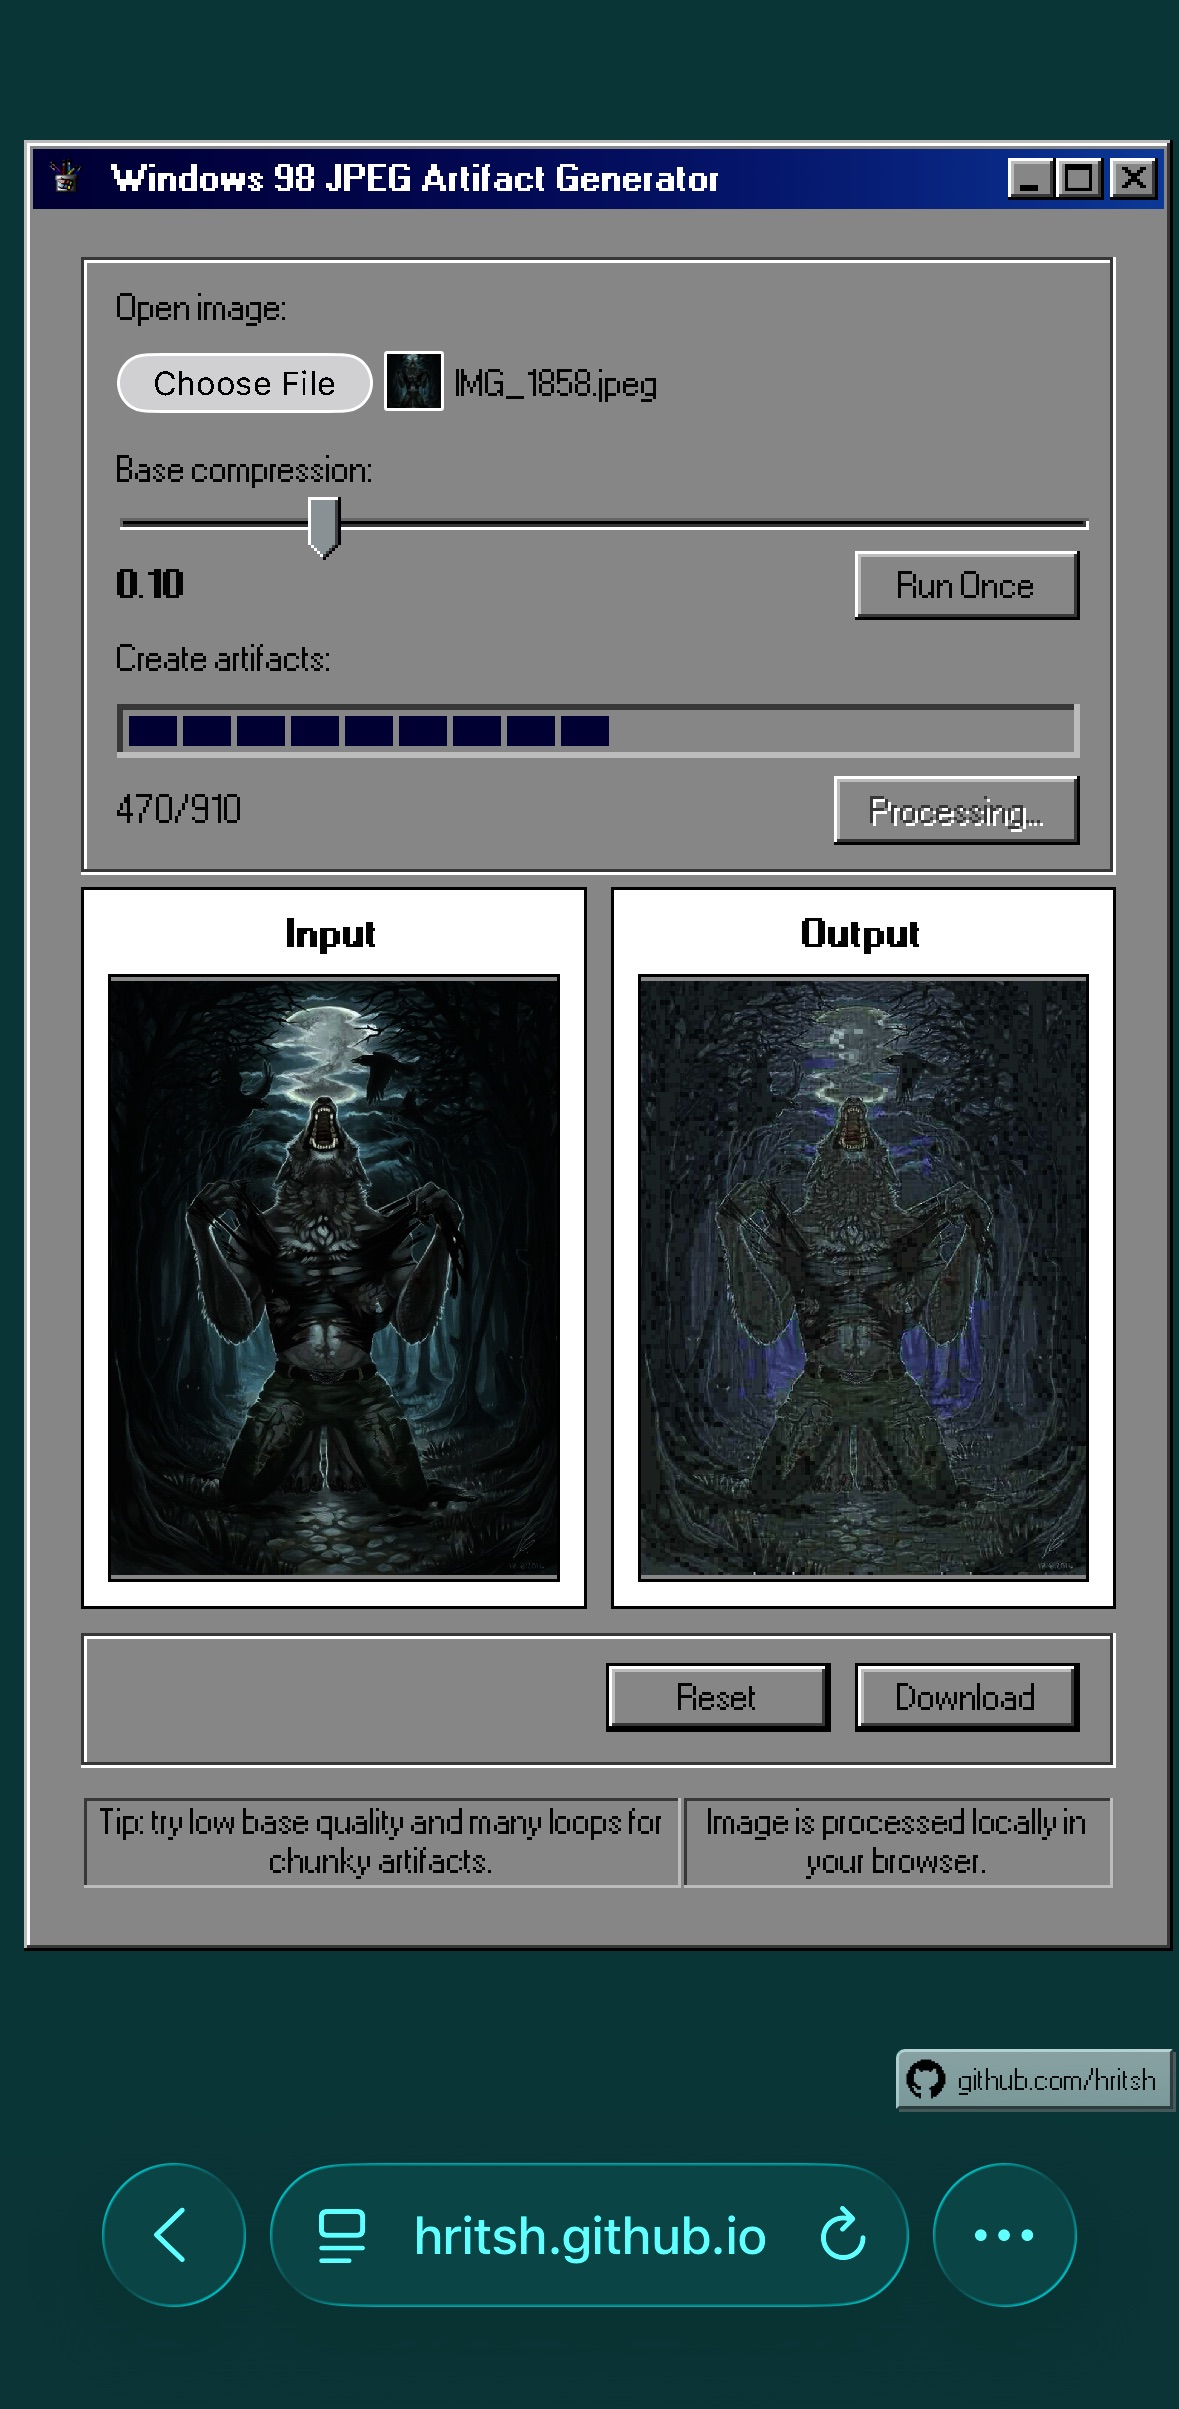 Windows 98 JPEG Artifact Generator
Open image:
Choose File IMG_1858.jpeg
Base compression:
0.10 Run Once
Create artifacts:
470/910 Processing...
Input Output
Reset Download
Tip: try low base quality and many loops for
chunky artifacts.
Image is processed locally in
your browser.
github.com/hritsh
hritsh.github.io